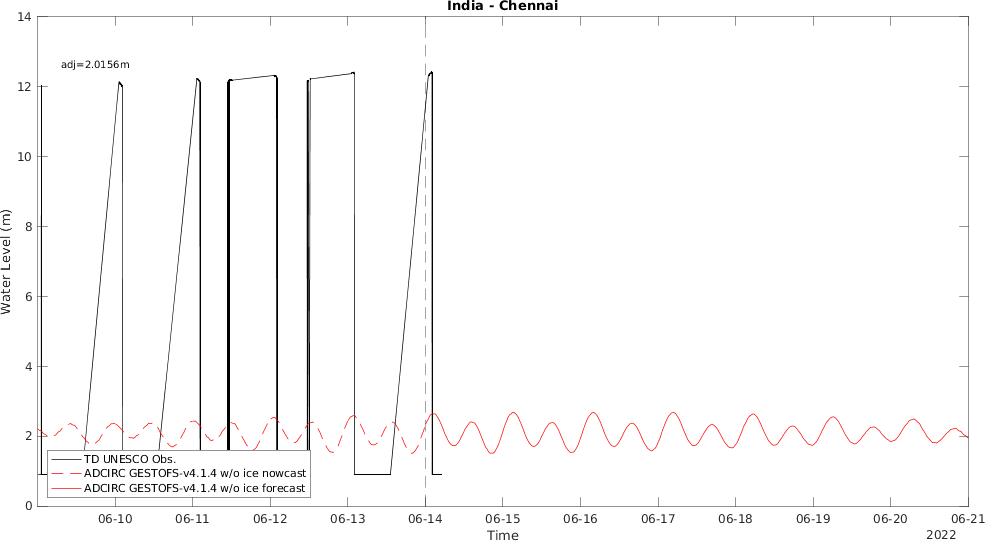 India - Chennai
14
12
10
8
6
4
2
0
Water Level (m)
adj=2.0156m
TD UNESCO Obs.
ADCIRC GESTOFS-v4.1.4 w/o ice nowcast
ADCIRC GESTOFS-v4.1.4 w/o ice forecast
06-10 06-11 06-12 06-13 06-14 06-15 06-16 06-17 06-18 06-19 06-20 06-21
Time
2022